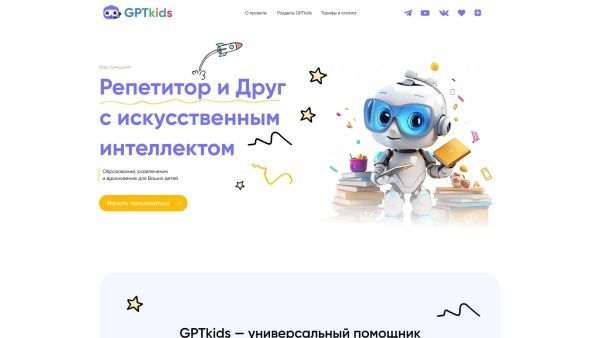 GPTkids
О проекте Разделы GPTkids Тарифы и оплата
Ваш помощник
Репетитор и Друг
с искусственным
интеллектом
Образование, развлечения
и вдохновение для Ваших детей
Начать пользоваться →
GPTkids — универсальный помощник